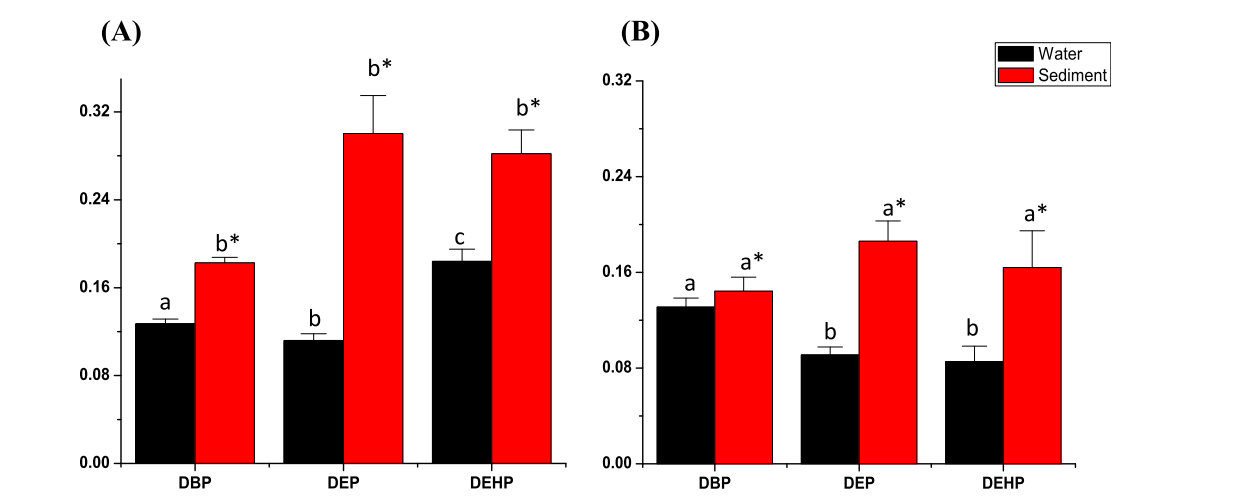 (A)
0.32
0.24
0.16
0.08
0.00
a
b*
b
b*
c
b*
DBP
DEP
DEHP
(B)
Water
Sediment
0.32
0.24
0.16
0.08
0.00
a
a*
b
a*
b
a*
DBP
DEP
DEHP